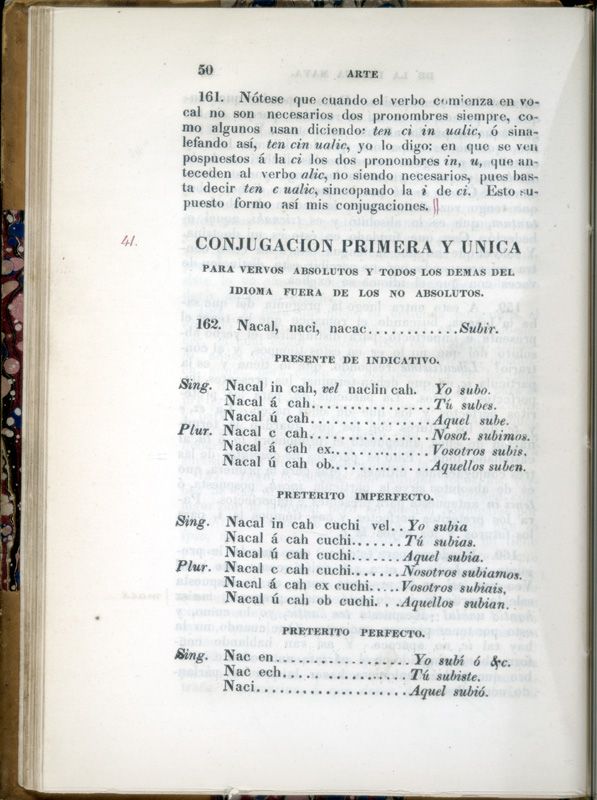 50
ARTE
161. Nótese que cuando el verbo comienza en vo-
cal no son necesarios dos pronombres siempre, co-
mo algunos usan diciendo: ten ci in ualic, ó sina-
lefando así, ten cin ualic, yo lo digo: en que se ven
pospuestos á la ci los dos pronombres in, u, que an-
teceden al verbo alic, no siendo necesarios, pues bas-
ta decir ten c ualic, sincopando la i de ci. Esto su-
puesto formo así mis conjugaciones.
41.
CONJUGACION PRIMERA Y UNICA
PARA VERVOS ABSOLUTOS Y TODOS LOS DEMAS DEL
IDIOMA FUERA DE LOS NO ABSOLUTOS.
162. Nacal, naci, nacac............Subir.
PRESENTE DE INDICATIVO.
Sing. Nacal in cah, vel naclin cah. Yo subo.
Nacal á cah................Tú subes.
Nacal ú cah................Aquel sube.
Plur. Nacal c cah................Nosot. subimos.
Nacal á cah ex.............Vosotros subis.
Nacal ú cah ob.............Aquellos suben.
PRETERITO IMPERFECTO.
Sing. Nacal in cah cuchi vel.. Yo subia
Nacal á cah cuchi.......Tú subias.
Nacal ú cah cuchi.......Aquel subia.
Plur. Nacal c cah cuchi.......Nosotros subiamos.
Nacal á cah ex cuchi....Vosotros subiais,
Nacal ú cah ob cuchi. . .Aquellos subian.
PRETERITO PERFECTO.
Sing. Nac en.................. Yo subí ó &c.
Nac ech..................Tú subiste.
Naci.....................Aquel subió.